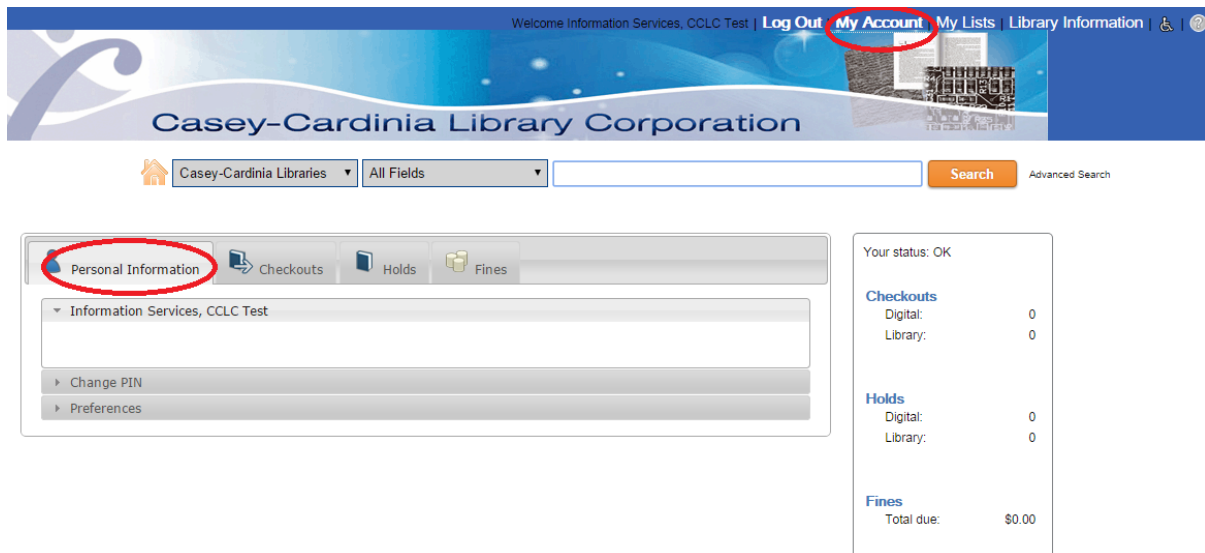 Welcome Information Services, CCLC Test | Log Out | My Account | My Lists | Library Information |
Casey-Cardinia Library Corporation
Casey-Cardinia Libraries All Fields Search Advanced Search
Personal Information Checkouts Holds Fines
Information Services, CCLC Test
Change PIN
Preferences
Your status: OK
Checkouts
Digital: 0
Library: 0
Holds
Digital: 0
Library: 0
Fines
Total due: $0.00